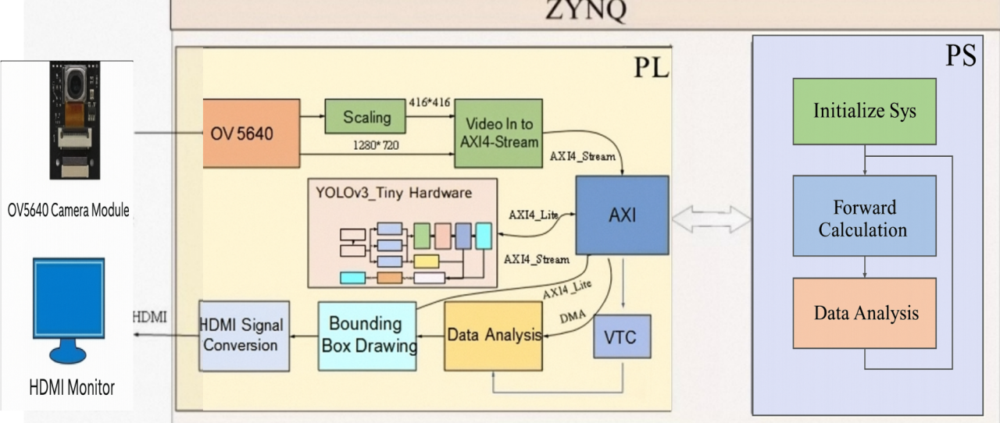 ZYNQ
PL
PS
OV5640 Camera Module
OV 5640
Scaling
416*416
1280*720
Video In to
AXI4-Stream
AXI4_Stream
YOLOv3_Tiny Hardware
AXI4_Lite
AXI4_Stream
AXI
AXI4_Lite
DMA
VTC
Data Analysis
Bounding
Box Drawing
HDMI Signal
Conversion
HDMI
HDMI Monitor
Initialize Sys
Forward
Calculation
Data Analysis